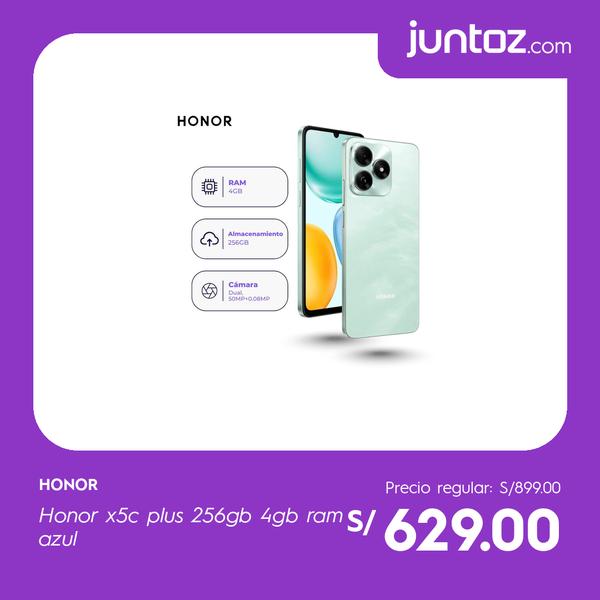 juntoz.com
HONOR
RAM
4GB
Almacenamiento
256GB
Cámara
Dual,
50MP+0.08MP
HONOR
HONOR
Honor x5c plus 256gb 4gb ram
azul
Precio regular: S/899.00
S/ 629.00